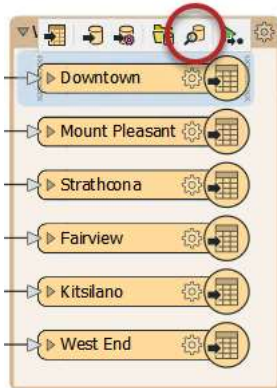 Downtown
Mount Pleasant
Strathcona
Fairview
Kitsilano
West End